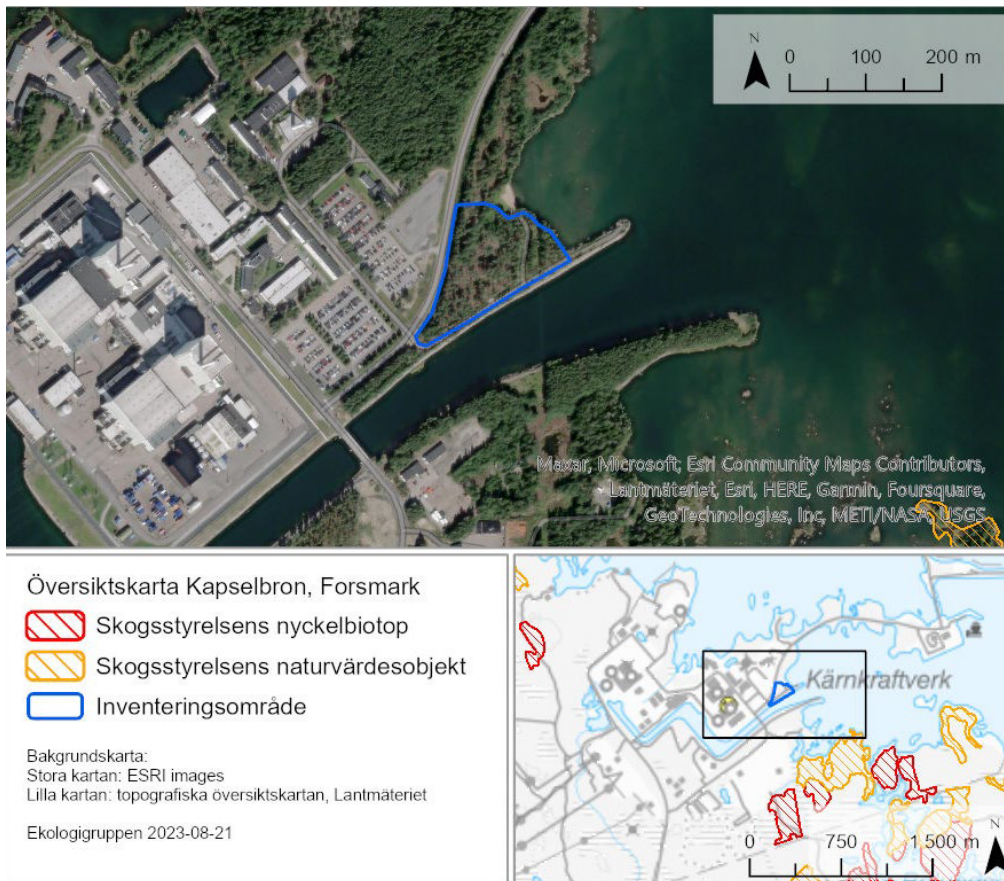 N
0 100 200 m
Maxar, Microsoft, Esri Community Maps Contributors,
Lantmäteriet, Esri, HERE, Garmin, Foursquare,
GeoTechnologies, Inc, METI/NASA, USGS
Översiktskarta Kapselbron, Forsmark
Skogsstyrelsens nyckelbiotop
Skogsstyrelsens naturvärdesobjekt
Inventeringsområde
Bakgrundskarta:
Stora kartan: ESRI images
Lilla kartan: topografiska översiktskartan, Lantmäteriet
Ekologigruppen 2023-08-21
Kärnkraftverk
N
0 750 1 500 m